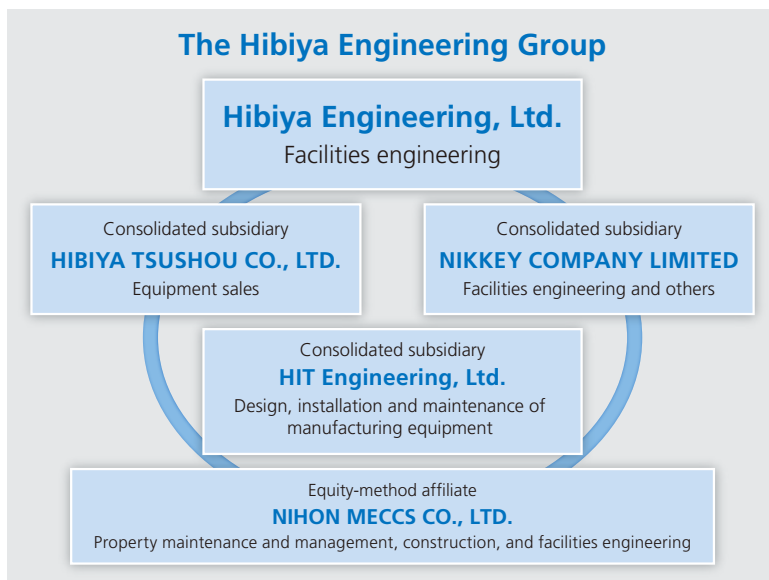 The Hibiya Engineering Group
Hibiya Engineering, Ltd.
Facilities engineering
Consolidated subsidiary
HIBIYA TSUSHOU CO., LTD.
Equipment sales
Consolidated subsidiary
NIKKEY COMPANY LIMITED
Facilities engineering and others
Consolidated subsidiary
HIT Engineering, Ltd.
Design, installation and maintenance of
manufacturing equipment
Equity-method affiliate
NIHON MECCS CO., LTD.
Property maintenance and management, construction, and facilities engineering